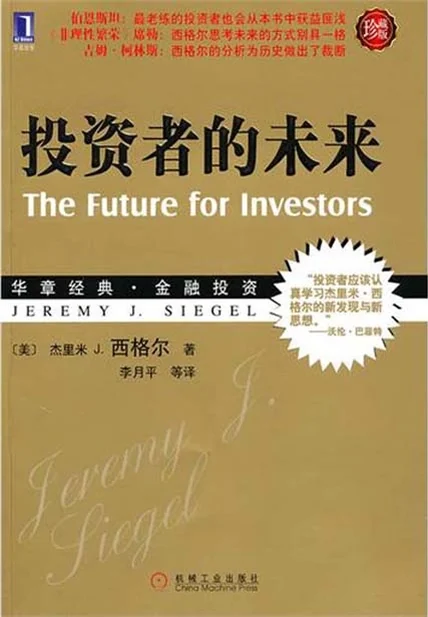 伯恩斯坦：最老练的投资者也会从本书中获益匪浅
《非理性繁荣》席勒：西格尔思考未来的方式别具一格
吉姆·柯林斯：西格尔的分析为历史做出了裁断
珍藏版
投资者的未来
The Future for Investors
华章经典·金融投资
JEREMY J. SIEGEL
“投资者应该认
真学习杰里米·西
格尔的新发现与新
思想。”
——沃伦·巴菲特
〔美〕 杰里米 J. 西格尔 著
李月平 等译
Jeremy J.
Siegel
机械工业出版社
China Machine Press